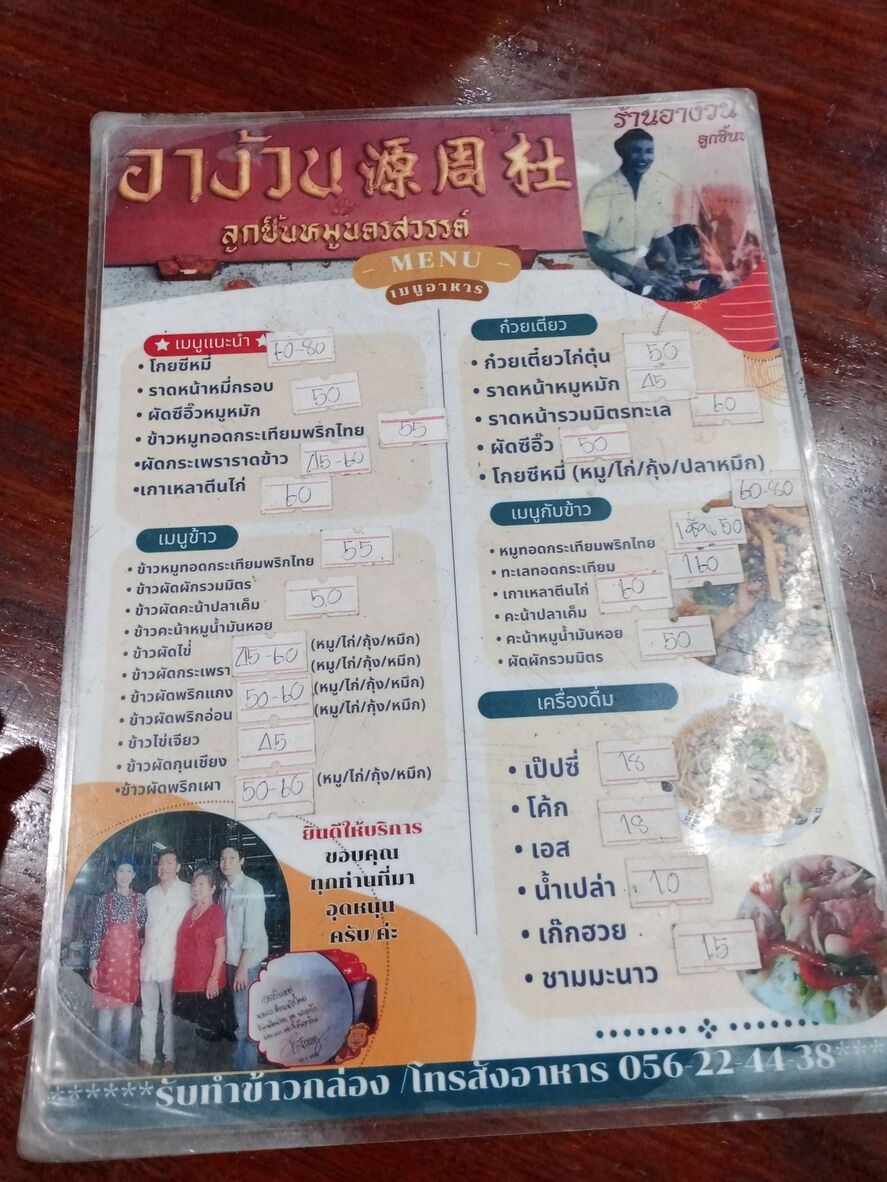 อาง้วน 源周杜
ลูกชิ้นหมูนครสวรรค์
ร้านอาง้วน
ลูกชิ้น
MENU
เมนูอาหาร
เมนูแนะนำ
• โกยซีหมี่ 60-80
• ราดหน้าหมี่กรอบ
50
• ผัดซีอิ๊วหมูหมัก
• ข้าวหมูทอดกระเทียมพริกไทย 55
• ผัดกระเพราราดข้าว 45-60
• เกาเหลาตีนไก่ 60
เมนูข้าว
• ข้าวหมูทอดกระเทียมพริกไทย 55
• ข้าวผัดผักรวมมิตร
• ข้าวผัดคะน้าปลาเค็ม 50
• ข้าวคะน้าหมูน้ำมันหอย
• ข้าวผัดไข่ (หมู/ไก่/กุ้ง/หมึก)
45-60
• ข้าวผัดกระเพรา (หมู/ไก่/กุ้ง/หมึก)
• ข้าวผัดพริกแกง 50-60 (หมู/ไก่/กุ้ง/หมึก)
• ข้าวผัดพริกอ่อน (หมู/ไก่/กุ้ง/หมึก)
• ข้าวไข่เจียว 45
• ข้าวผัดกุนเชียง
• ข้าวผัดพริกเผา 50-60 (หมู/ไก่/กุ้ง/หมึก)
ก๋วยเตี๋ยว
• ก๋วยเตี๋ยวไก่ตุ๋น 50
• ราดหน้าหมูหมัก 45
• ราดหน้ารวมมิตรทะเล 60
• ผัดซีอิ๊ว 50
• โกยซีหมี่ (หมู/ไก่/กุ้ง/ปลาหมึก)
60-80
เมนูกับข้าว
• หมูทอดกระเทียมพริกไทย 1ชิ้น 50
• ทะเลทอดกระเทียม 160
• เกาเหลาตีนไก่ 60
• คะน้าปลาเค็ม
• คะน้าหมูน้ำมันหอย 50
• ผัดผักรวมมิตร
เครื่องดื่ม
• เป๊ปซี่ 18
• โค้ก
18
• เอส
• น้ำเปล่า 10
• เก๊กฮวย
15
• ชามมะนาว
ยินดีให้บริการ
ขอบคุณ
ทุกท่านที่มา
อุดหนุน
ครับ/ค่ะ
******รับทำข้าวกล่อง /โทรสั่งอาหาร 056-22-44-38***